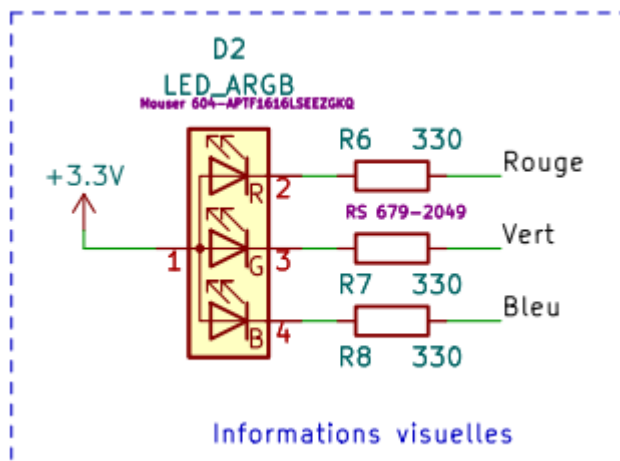 D2
LED_ARGB
Mouser 604-APTF1616LSEEZGKQ
+3.3V
1
R
2
G
3
B
4
R6 330
Rouge
RS 679-2049
Vert
R7 330
Bleu
R8 330
Informations visuelles